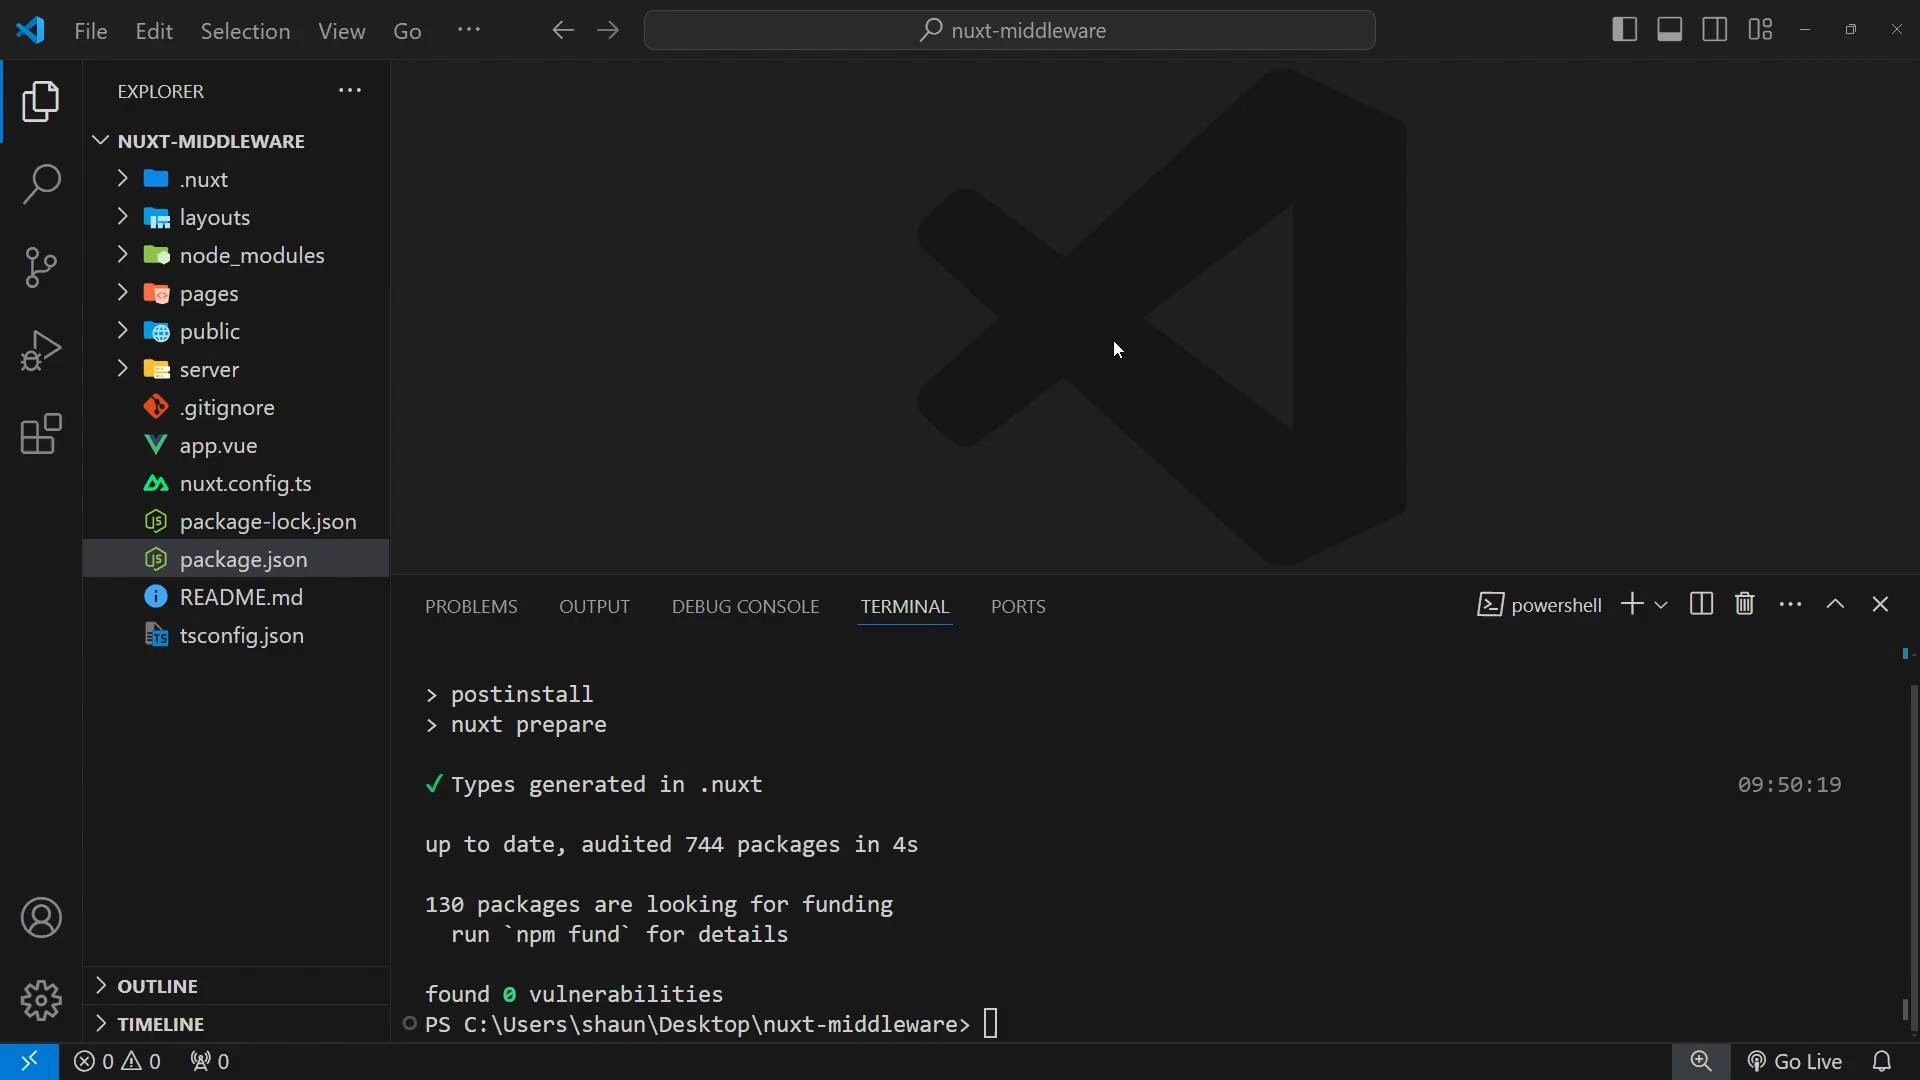 File Edit Selection View Go ··· nuxt-middleware
EXPLORER
NUXT-MIDDLEWARE
.nuxt
layouts
node_modules
pages
public
server
.gitignore
app.vue
nuxt.config.ts
package-lock.json
package.json
README.md
tsconfig.json
OUTLINE
TIMELINE
PROBLEMS OUTPUT DEBUG CONSOLE TERMINAL PORTS powershell
> postinstall
> nuxt prepare
✓ Types generated in .nuxt 09:50:19
up to date, audited 744 packages in 4s
130 packages are looking for funding
run `npm fund` for details
found 0 vulnerabilities
PS C:\Users\shaun\Desktop\nuxt-middleware>
0 0 0 Go Live